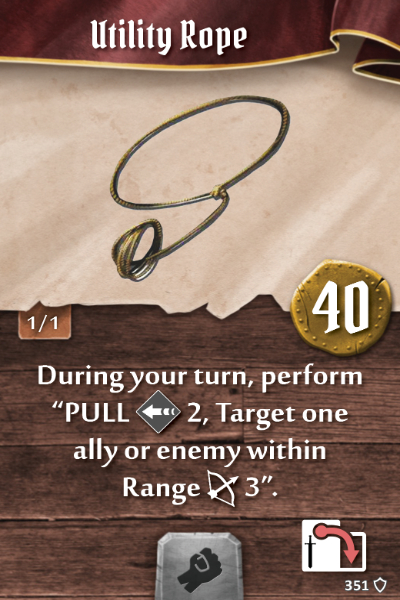 Utility Rope
40
1/1
During your turn, perform
“PULL 2, Target one
ally or enemy within
Range 3”.
351